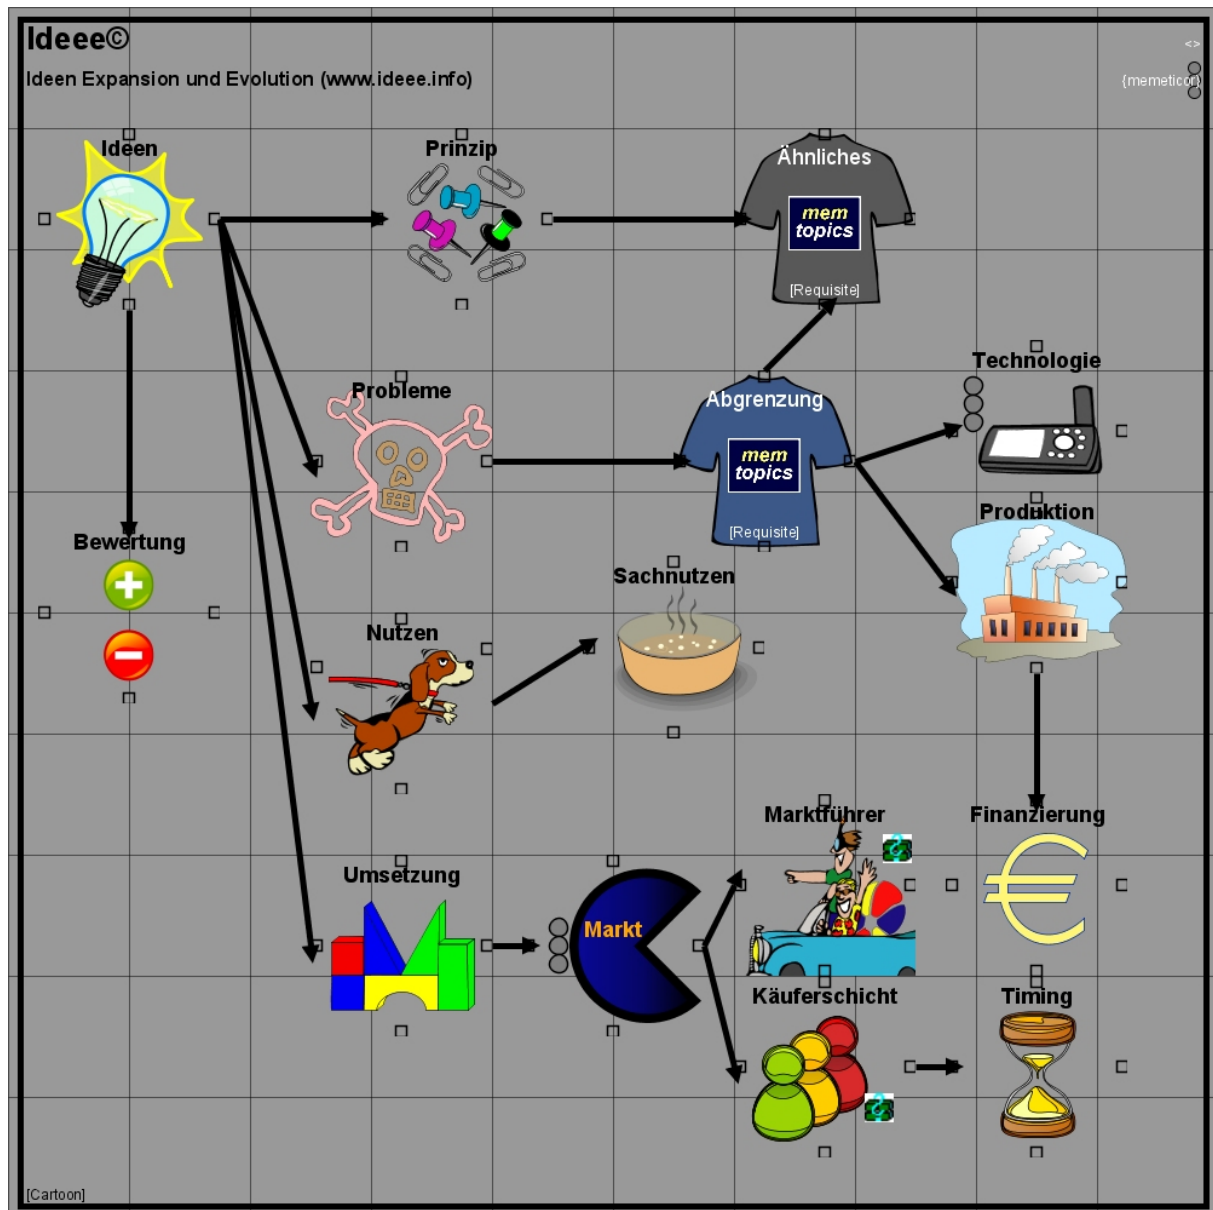 Ideee©
<>
Ideen Expansion und Evolution (www.ideee.info)
{memeticor}
Ideen
Prinzip
Ähnliches
mem
topics
[Requisite]
Probleme
Abgrenzung
mem
topics
[Requisite]
Technologie
Produktion
Bewertung
Sachnutzen
Nutzen
Marktführer
Finanzierung
Umsetzung
Markt
Käuferschicht
Timing
[Cartoon]